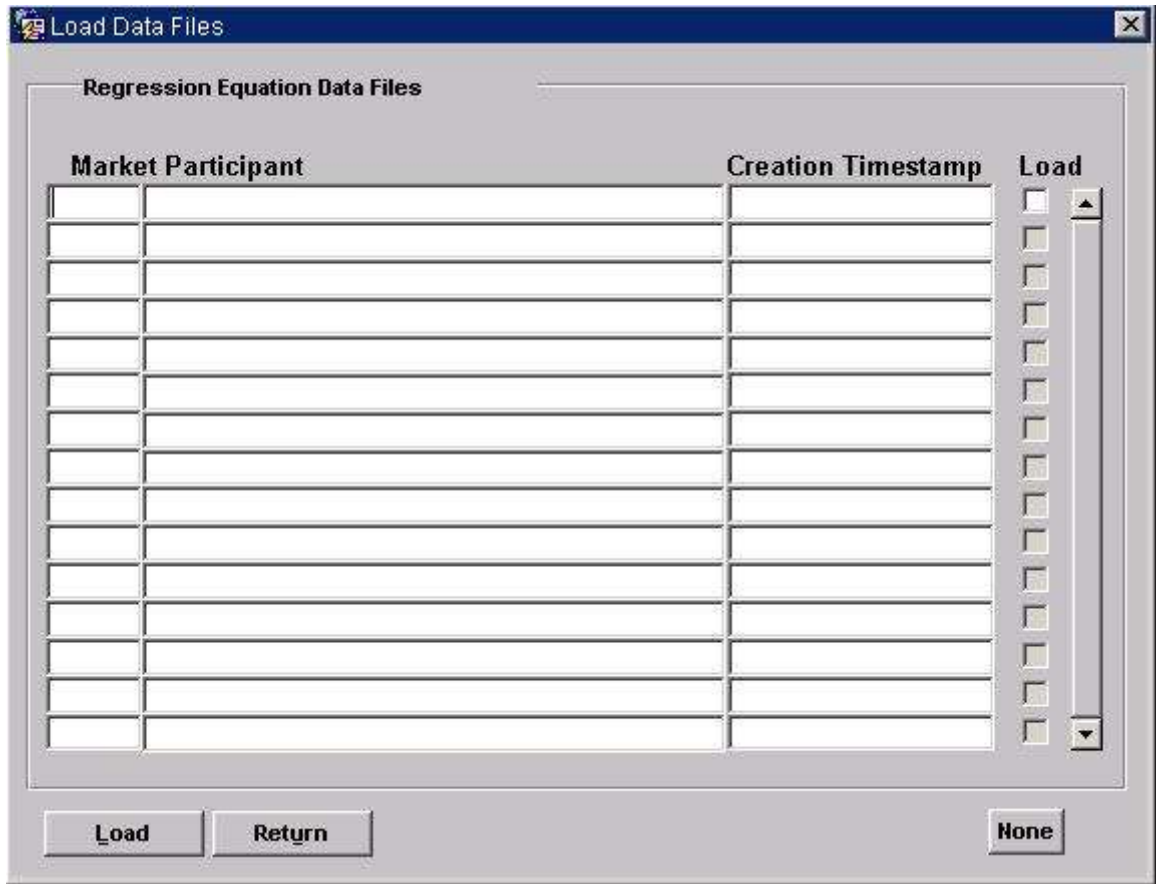 Load Data Files
Regression Equation Data Files
Market Participant Creation Timestamp Load
Load Return None